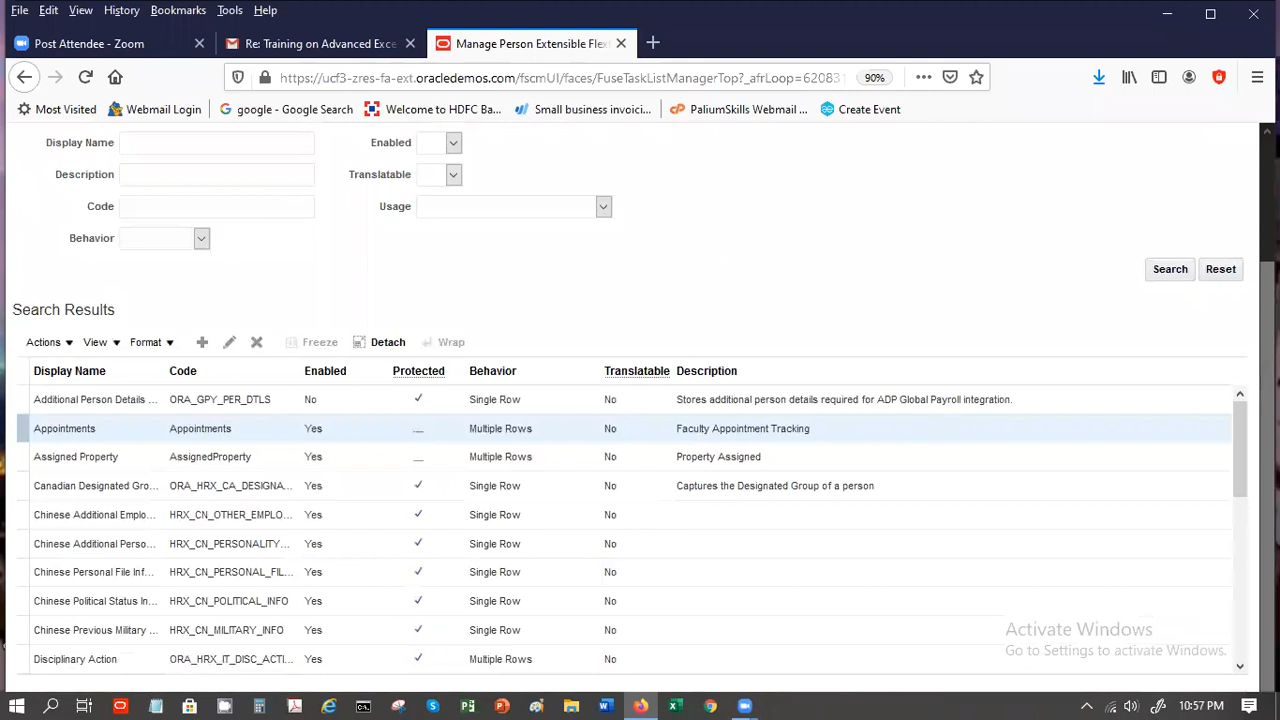 File Edit View History Bookmarks Tools Help
Post Attendee - Zoom Re: Training on Advanced Exce Manage Person Extensible Flex
https://ucf3-zres-fa-ext.oracledemos.com/fscmUI/faces/FuseTaskListManagerTop?_afrLoop=62083 90%
Most Visited Webmail Login google - Google Search Welcome to HDFC Ba... Small business invoicin... PaliumSkills Webmail ... Create Event
Display Name Enabled
Description Translatable
Code Usage
Behavior
Search Reset
Search Results
Actions View Format Freeze Detach Wrap
Display Name Code Enabled Protected Behavior Translatable Description
Additional Person Details ... ORA_GPY_PER_DTLS No Single Row No Stores additional person details required for ADP Global Payroll integration.
Appointments Appointments Yes Multiple Rows No Faculty Appointment Tracking
Assigned Property AssignedProperty Yes Multiple Rows No Property Assigned
Canadian Designated Gro... ORA_HRX_CA_DESIGNA... Yes Single Row No Captures the Designated Group of a person
Chinese Additional Emplo... HRX_CN_OTHER_EMPLO... Yes Single Row No
Chinese Additional Perso... HRX_CN_PERSONALITY... Yes Single Row No
Chinese Personal File Inf... HRX_CN_PERSONAL_FIL... Yes Single Row No
Chinese Political Status In... HRX_CN_POLITICAL_INFO Yes Single Row No
Chinese Previous Military ... HRX_CN_MILITARY_INFO Yes Single Row No
Disciplinary Action ORA_HRX_IT_DISC_ACTI... Yes Multiple Rows No
Activate Windows
Go to Settings to activate Windows.
10:57 PM